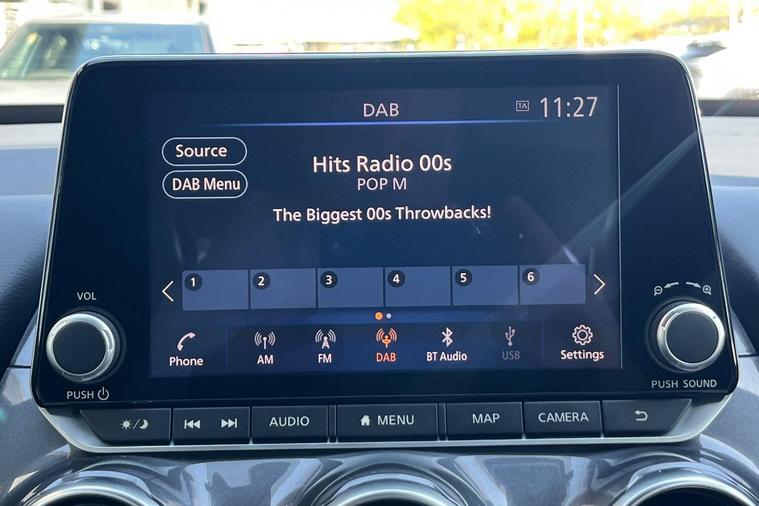 DAB
TA 11:27
Source
Hits Radio 00s
DAB Menu
POP M
The Biggest 00s Throwbacks!
1 2 3 4 5 6
VOL
PUSH
Phone AM FM DAB BT Audio USB Settings
PUSH SOUND
AUDIO MENU MAP CAMERA